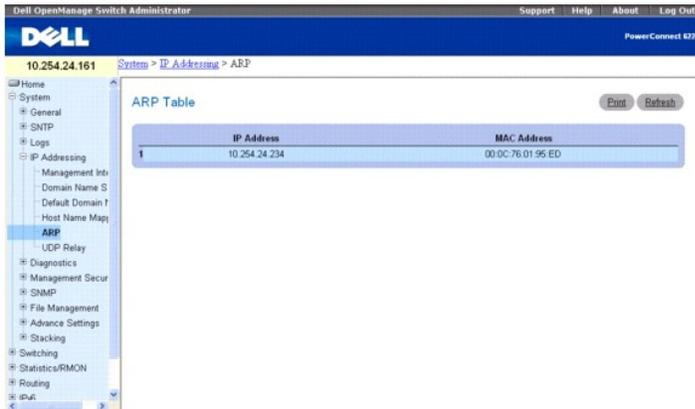 Dell OpenManage Switch Administrator Support Help About Log Out
DELL
PowerConnect 622
10.254.24.161
System > IP Addressing > ARP
Home
System
General
SNTP
Logs
IP Addressing
Management Inte
Domain Name S
Default Domain
Host Name Mapp
ARP
UDP Relay
Diagnostics
Management Secur
SNMP
File Management
Advance Settings
Stacking
Switching
Statistics/RMON
Routing
IPv6
ARP Table
Print Refresh
IP Address MAC Address
1 10.254.24.234 00:0C:76:01:95:ED